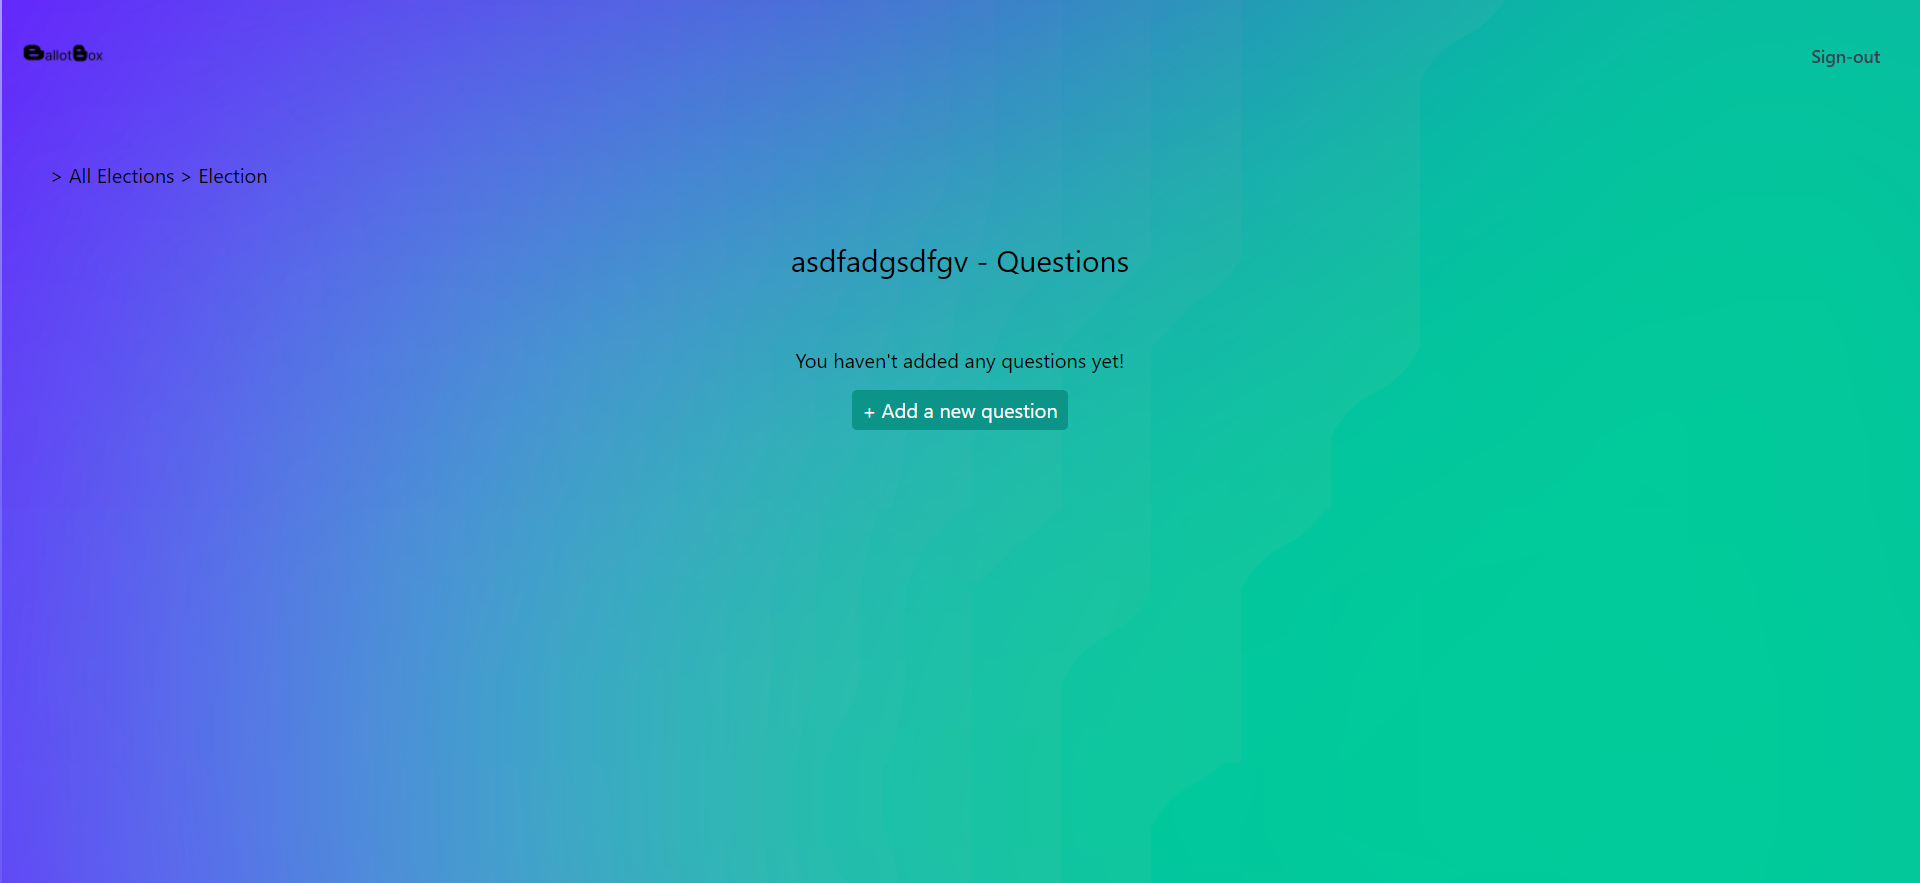 BallotBox
Sign-out
> All Elections > Election
asdfadgsdfgv - Questions
You haven't added any questions yet!
+ Add a new question